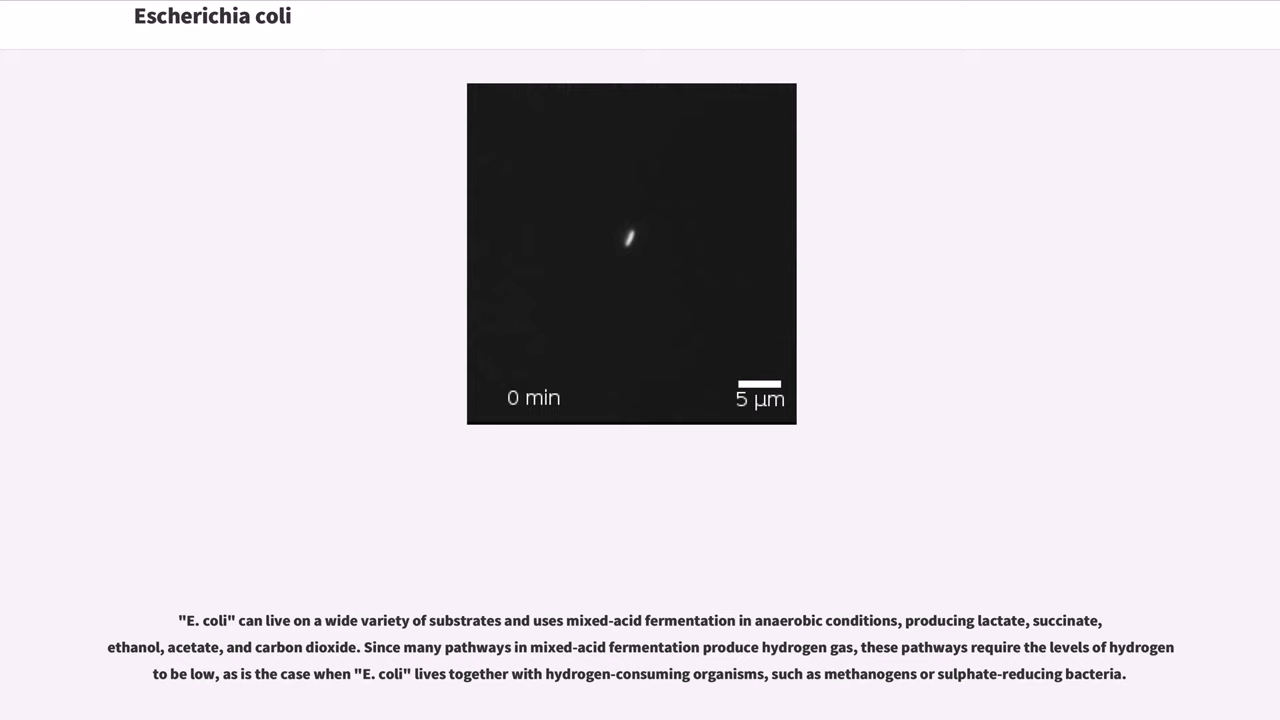 Escherichia coli
0 min
5 μm
"E. coli" can live on a wide variety of substrates and uses mixed-acid fermentation in anaerobic conditions, producing lactate, succinate,
ethanol, acetate, and carbon dioxide. Since many pathways in mixed-acid fermentation produce hydrogen gas, these pathways require the levels of hydrogen
to be low, as is the case when "E. coli" lives together with hydrogen-consuming organisms, such as methanogens or sulphate-reducing bacteria.